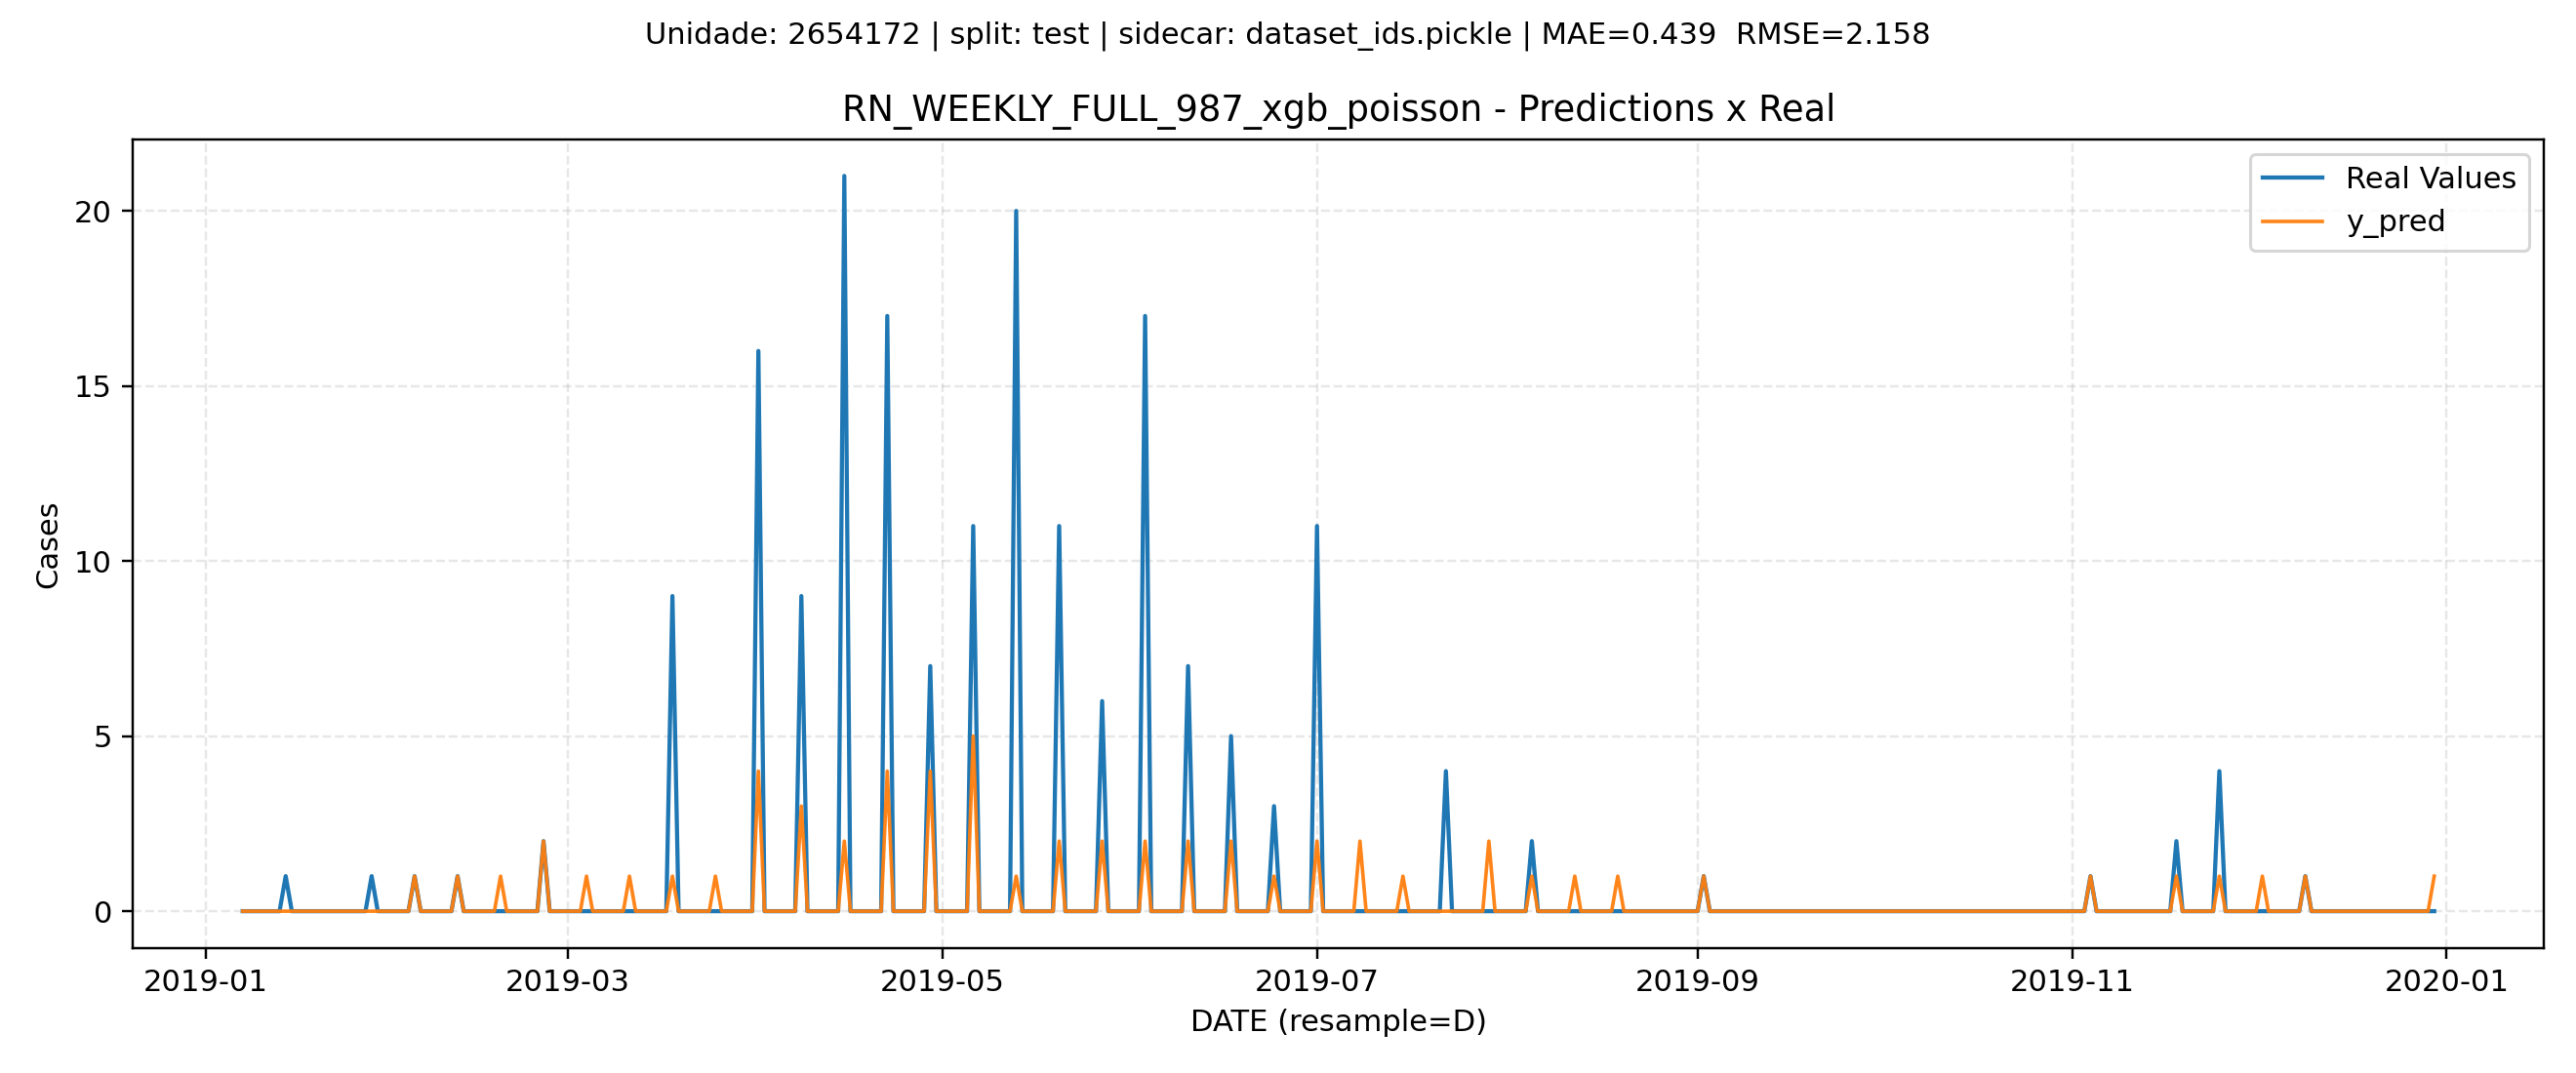 Unidade: 2654172 | split: test | sidecar: dataset_ids.pickle | MAE=0.439  RMSE=2.158
RN_WEEKLY_FULL_987_xgb_poisson - Predictions x Real
Real Values
y_pred
Cases
20
15
10
5
0
2019-01
2019-03
2019-05
2019-07
2019-09
2019-11
2020-01
DATE (resample=D)